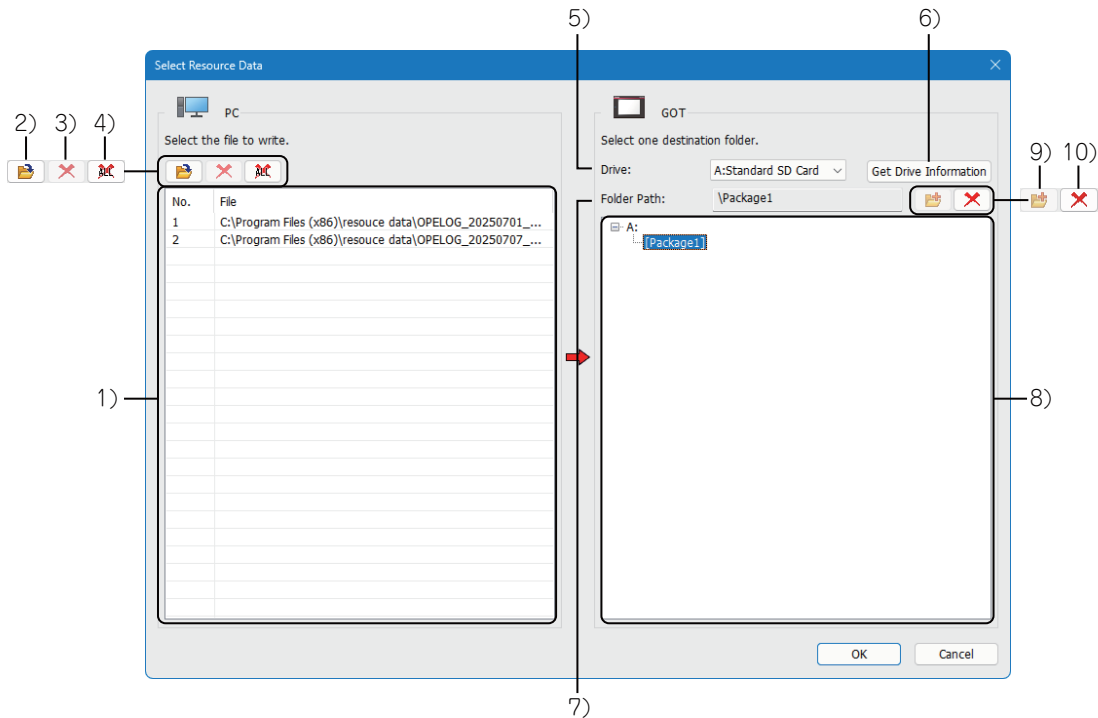 5)
6)
Select Resource Data
PC
GOT
2) 3) 4)
Select the file to write.
Select one destination folder.
9) 10)
ALL
ALL
Drive:
A:Standard SD Card
Get Drive Information
Folder Path:
\Package1
No. File
1 C:\Program Files (x86)\resouce data\OPELOG_20250701_...
2 C:\Program Files (x86)\resouce data\OPELOG_20250707_...
A:
[Package1]
1)
8)
OK
Cancel
7)